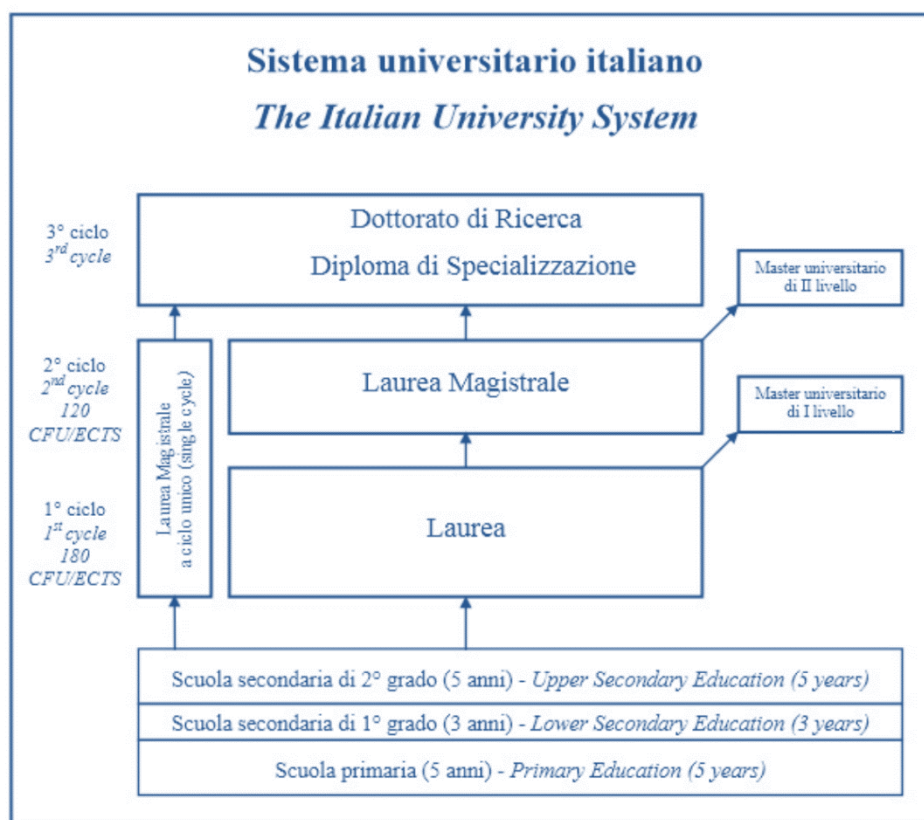 Sistema universitario italiano
The Italian University System
3° ciclo
3rd cycle
Dottorato di Ricerca
Diploma di Specializzazione
Master universitario
di II livello
2° ciclo
2nd cycle
120
CFU/ECTS
Laurea Magistrale
a ciclo unico (single cycle)
Laurea Magistrale
Master universitario
di I livello
1° ciclo
1st cycle
180
CFU/ECTS
Laurea
Scuola secondaria di 2° grado (5 anni) - Upper Secondary Education (5 years)
Scuola secondaria di 1° grado (3 anni) - Lower Secondary Education (3 years)
Scuola primaria (5 anni) - Primary Education (5 years)